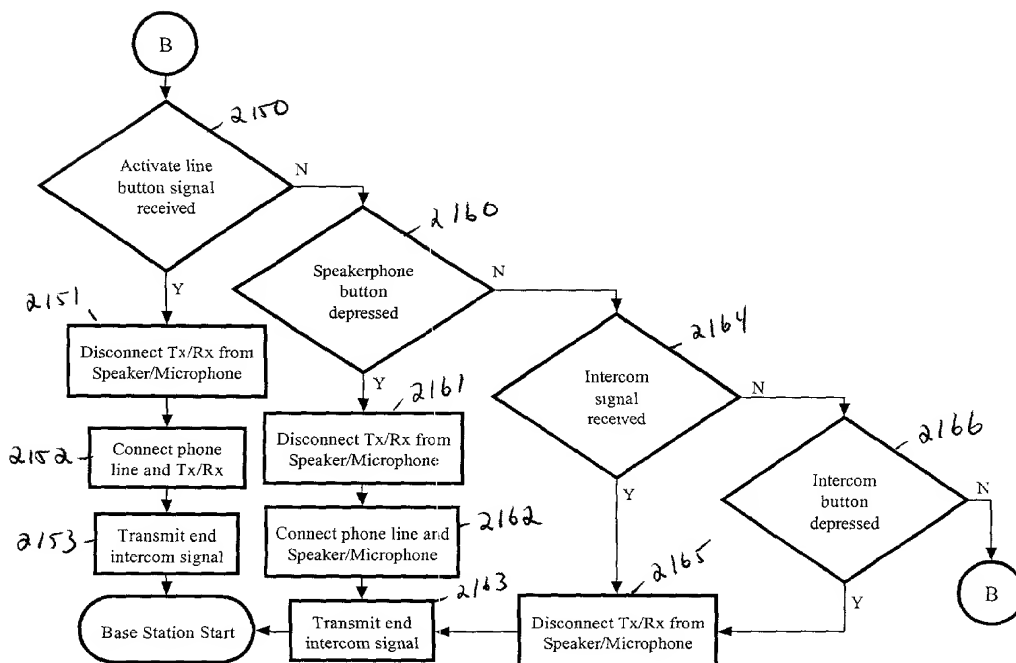 B
2150
Activate line
button signal
received
N
Y
2160
Speakerphone
button
depressed
N
Y
2151
Disconnect Tx/Rx from
Speaker/Microphone
2164
Intercom
signal
received
N
Y
2161
Disconnect Tx/Rx from
Speaker/Microphone
2152
Connect phone
line and Tx/Rx
2166
Intercom
button
depressed
N
Y
2162
Connect phone line and
Speaker/Microphone
2153
Transmit end
intercom signal
2163
Transmit end
intercom signal
2165
Disconnect Tx/Rx from
Speaker/Microphone
B
Base Station Start